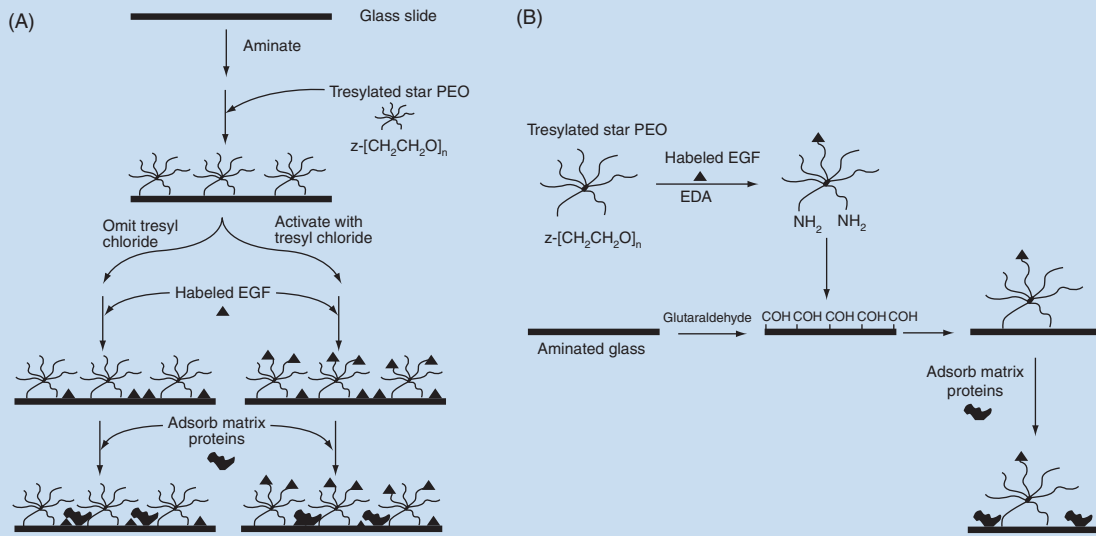 (A)
Glass slide
Aminate
Tresylated star PEO
z-[CH₂CH₂O]ₙ
Omit tresyl
chloride
Activate with
tresyl chloride
Habeled EGF
Adsorb matrix
proteins
(B)
Tresylated star PEO
z-[CH₂CH₂O]ₙ
Habeled EGF
EDA
NH₂ NH₂
Glutaraldehyde
Aminated glass
COH COH COH COH COH
Adsorb matrix
proteins